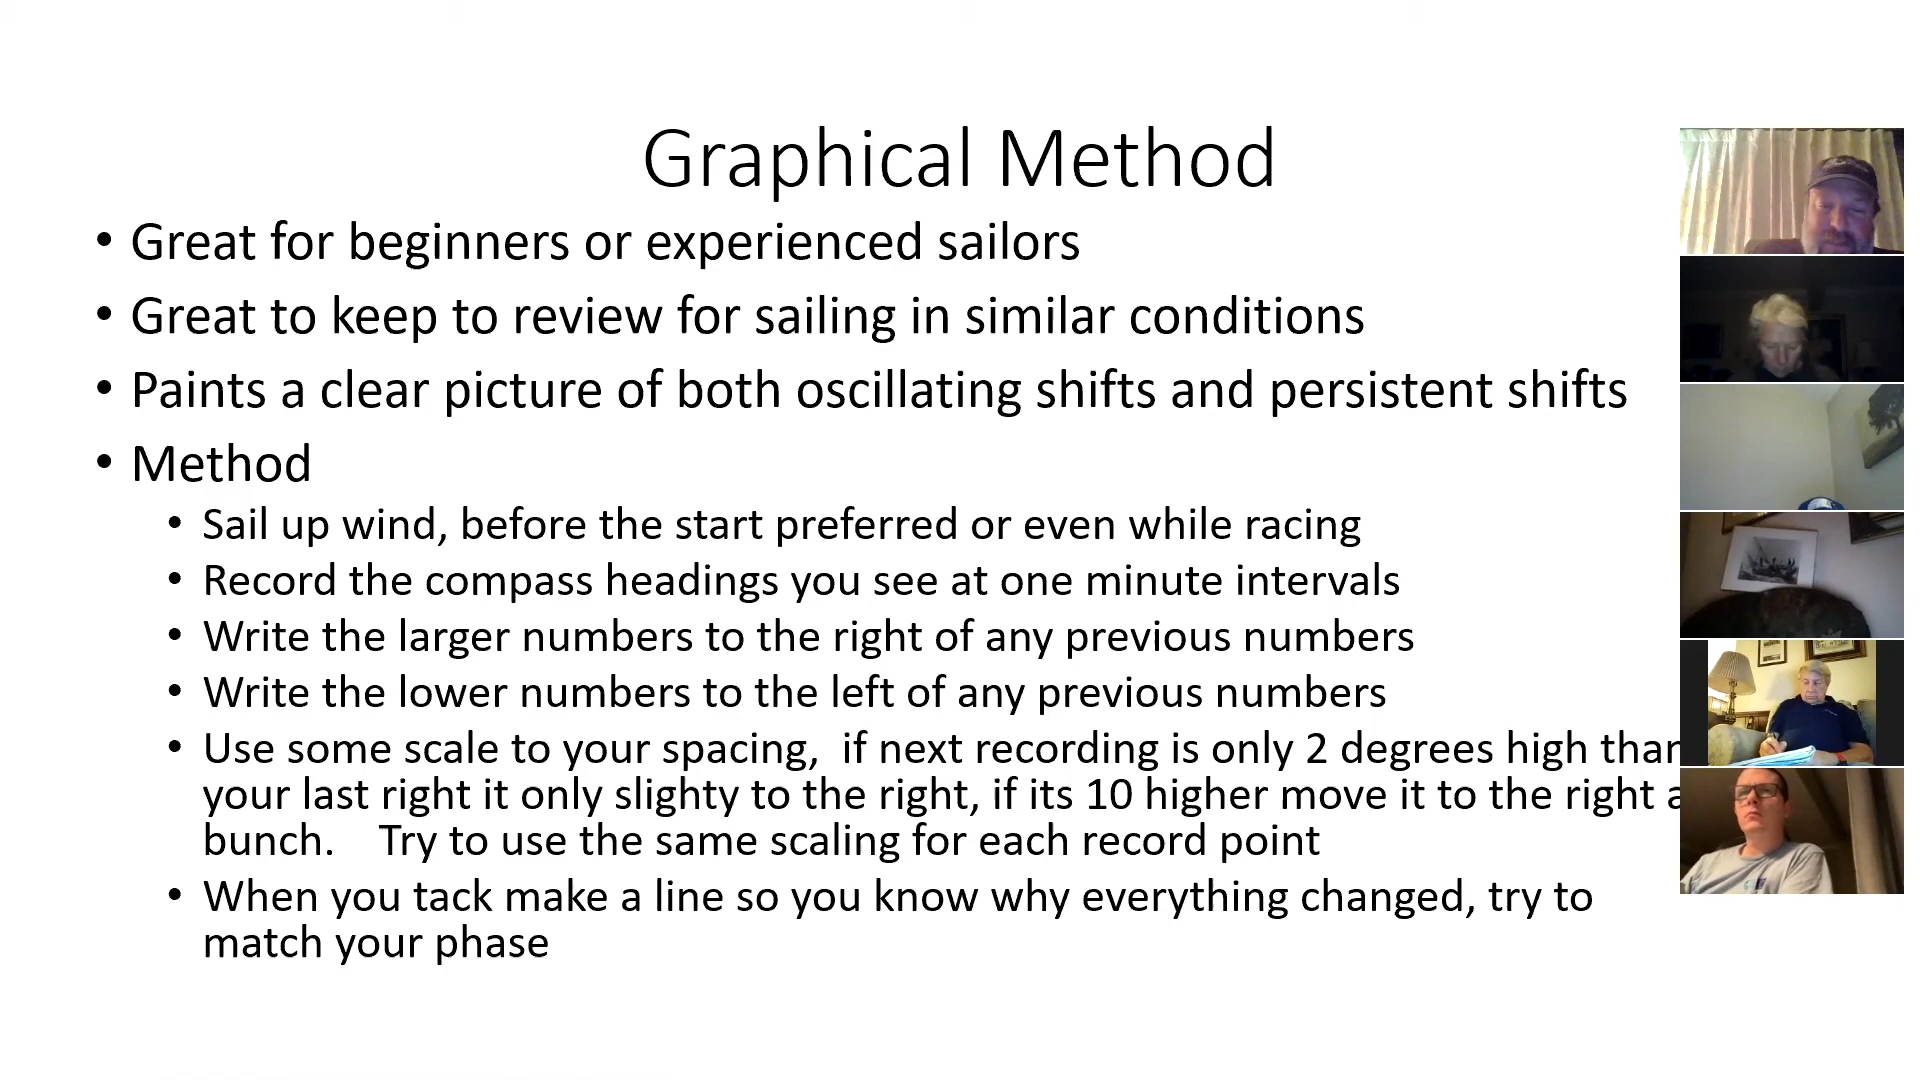 Graphical Method
• Great for beginners or experienced sailors
• Great to keep to review for sailing in similar conditions
• Paints a clear picture of both oscillating shifts and persistent shifts
• Method
• Sail up wind, before the start preferred or even while racing
• Record the compass headings you see at one minute intervals
• Write the larger numbers to the right of any previous numbers
• Write the lower numbers to the left of any previous numbers
• Use some scale to your spacing, if next recording is only 2 degrees high than
your last right it only slighty to the right, if its 10 higher move it to the right a
bunch. Try to use the same scaling for each record point
• When you tack make a line so you know why everything changed, try to
match your phase